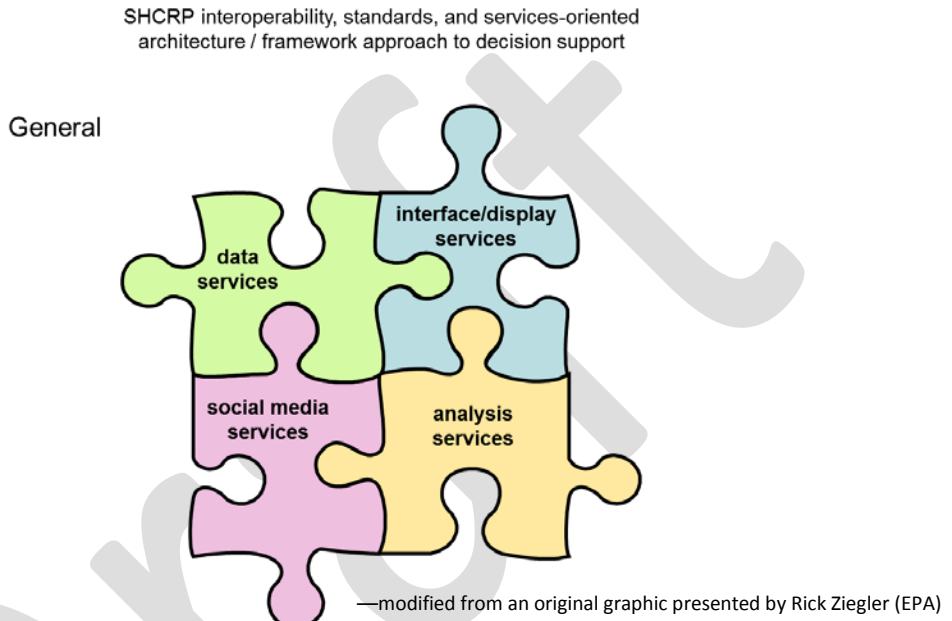 SHCRP interoperability, standards, and services-oriented
architecture / framework approach to decision support
General
interface/display
services
data
services
social media
services
analysis
services
—modified from an original graphic presented by Rick Ziegler (EPA)